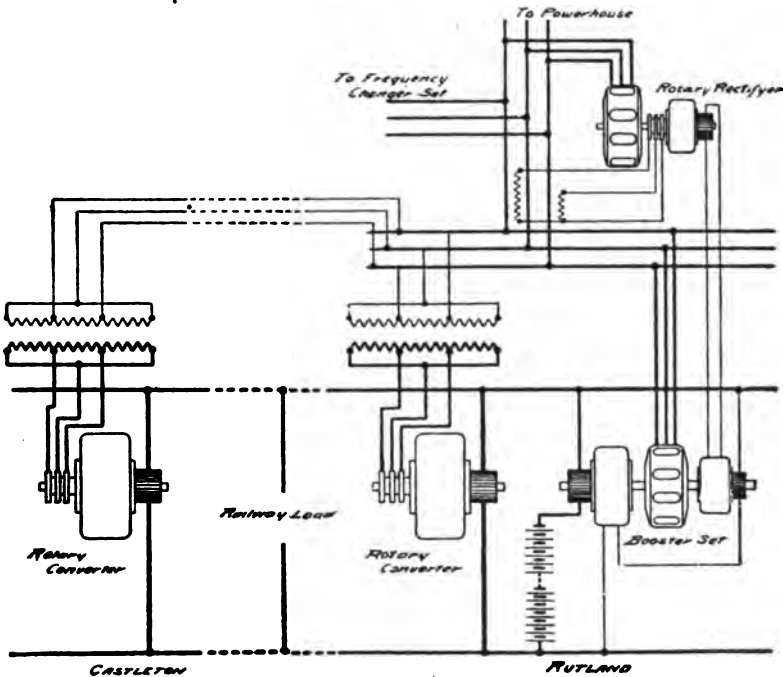 To Powerhouse
To Frequency
Changer Set
Rotary Rectifyer
Railway Load
Rotary
Converter
Rotary
Converter
Booster Set
CASTLETON
RUTLAND